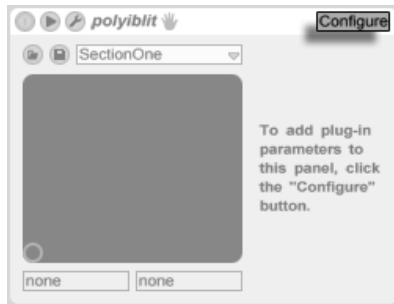 polyiblit
Configure
SectionOne
To add plug-in
parameters to
this panel, click
the "Configure"
button.
none
none